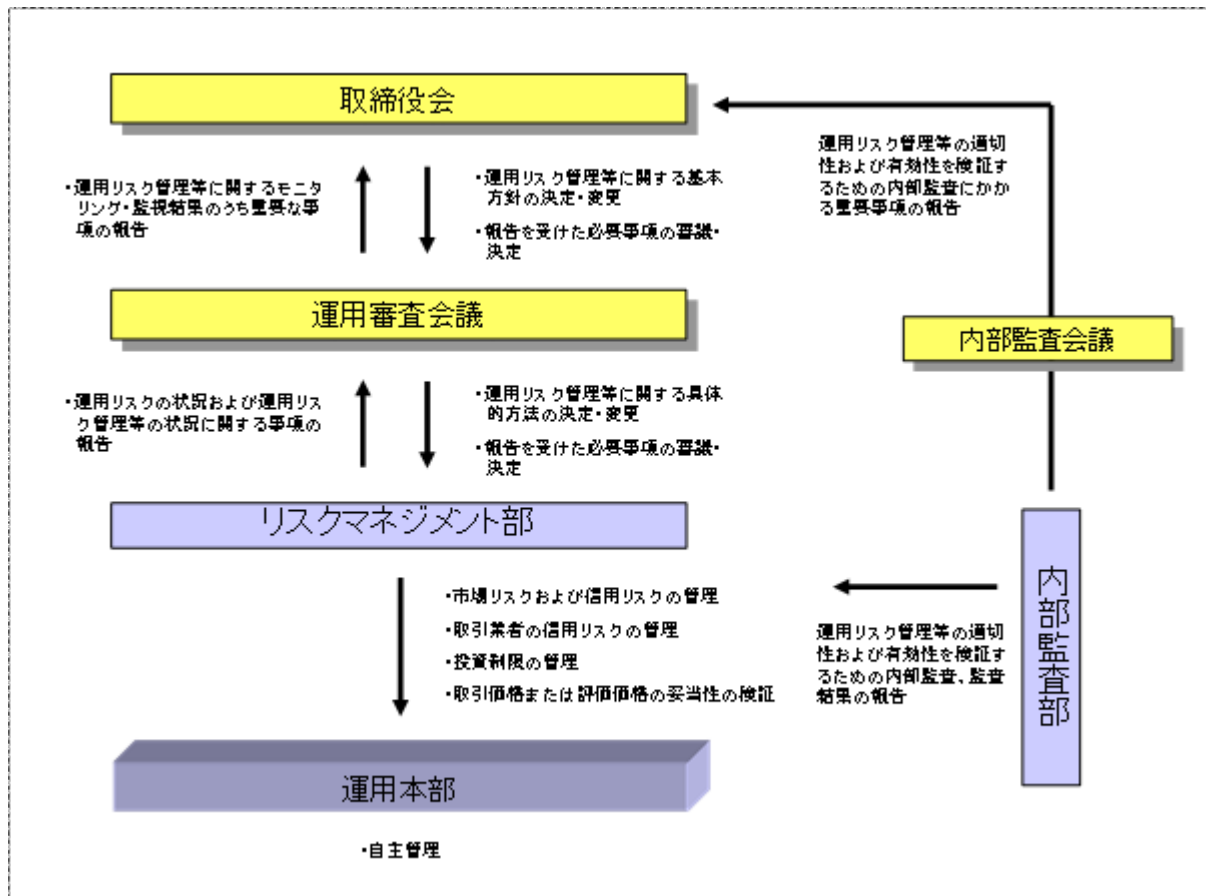 取締役会
・運用リスク管理等に関するモニタ
リング・監視結果のうち重要な事
項の報告
・運用リスク管理等に関する基本
方針の決定・変更
・報告を受けた必要事項の審議・
決定
運用リスク管理等の適切
性および有効性を検証す
るための内部監査にかか
る重要事項の報告
運用審査会議
内部監査会議
・運用リスクの状況および運用リス
ク管理等の状況に関する事項の
報告
・運用リスク管理等に関する具体
的方法の決定・変更
・報告を受けた必要事項の審議・
決定
リスクマネジメント部
内部監査部
・市場リスクおよび信用リスクの管理
・取引業者の信用リスクの管理
・投資制限の管理
・取引価格または評価価格の妥当性の検証
運用リスク管理等の適切
性および有効性を検証す
るための内部監査、監査
結果の報告
運用本部
・自主管理